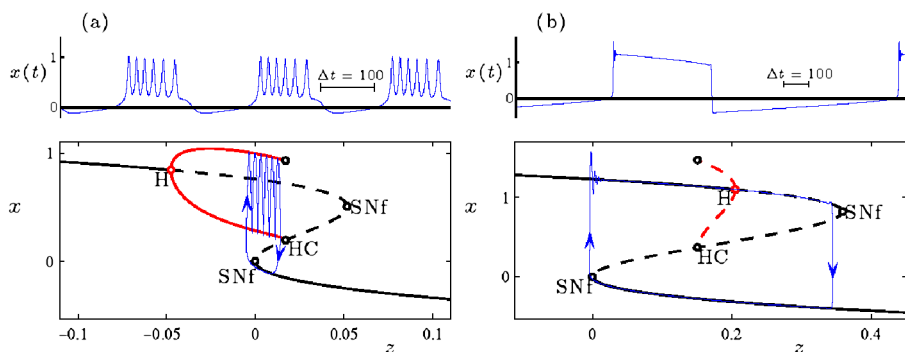 (a)
x(t)
1
0
Δt = 100
x
1
0
H
SNf
HC
SNf
−0.1
−0.05
0
0.05
0.1
z
(b)
x(t)
1
0
Δt = 100
x
1
0
H
SNf
HC
SNf
0
0.2
0.4
z